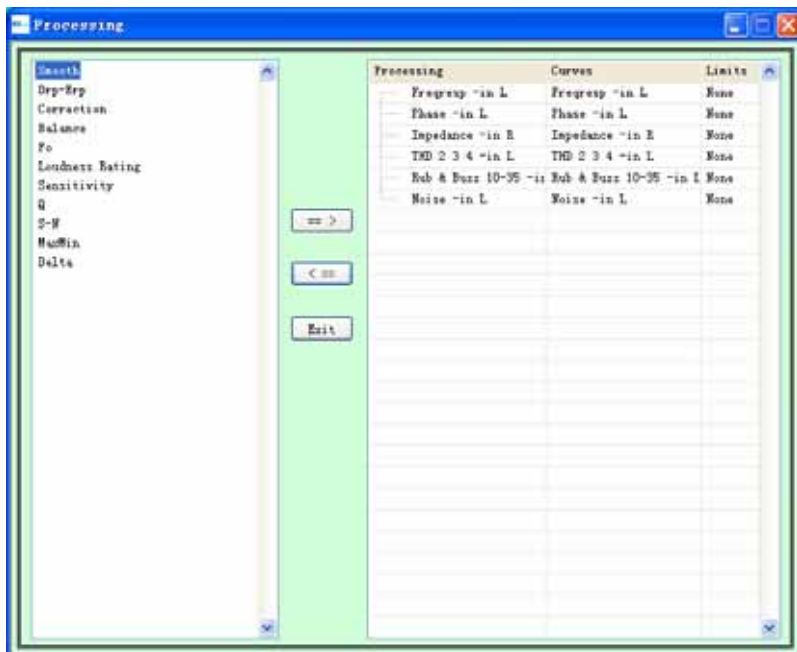 Processing
Smooth
Drp-Erp
Correction
Balance
Fo
Loudness Rating
Sensitivity
Q
S-N
MaxMin
Delta
== >
< ==
Exit
Processing Curves Limits
Freqresp -in L Freqresp -in L None
Phase -in L Phase -in L None
Impedance -in R Impedance -in R None
THD 2 3 4 -in L THD 2 3 4 -in L None
Rub & Buzz 10-35 -in Rub & Buzz 10-35 -in L None
Noise -in L Noise -in L None